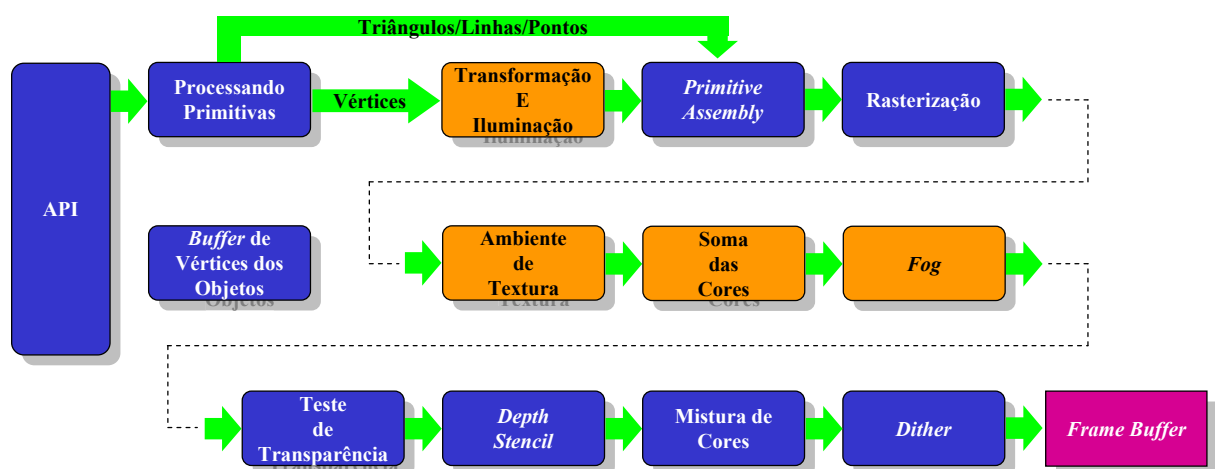 Triângulos/Linhas/Pontos
API
Processando
Primitivas
Vértices
Transformação
E
Iluminação
Primitive
Assembly
Rasterização
Buffer de
Vértices dos
Objetos
Ambiente
de
Textura
Soma
das
Cores
Fog
Teste
de
Transparência
Depth
Stencil
Mistura de
Cores
Dither
Frame Buffer